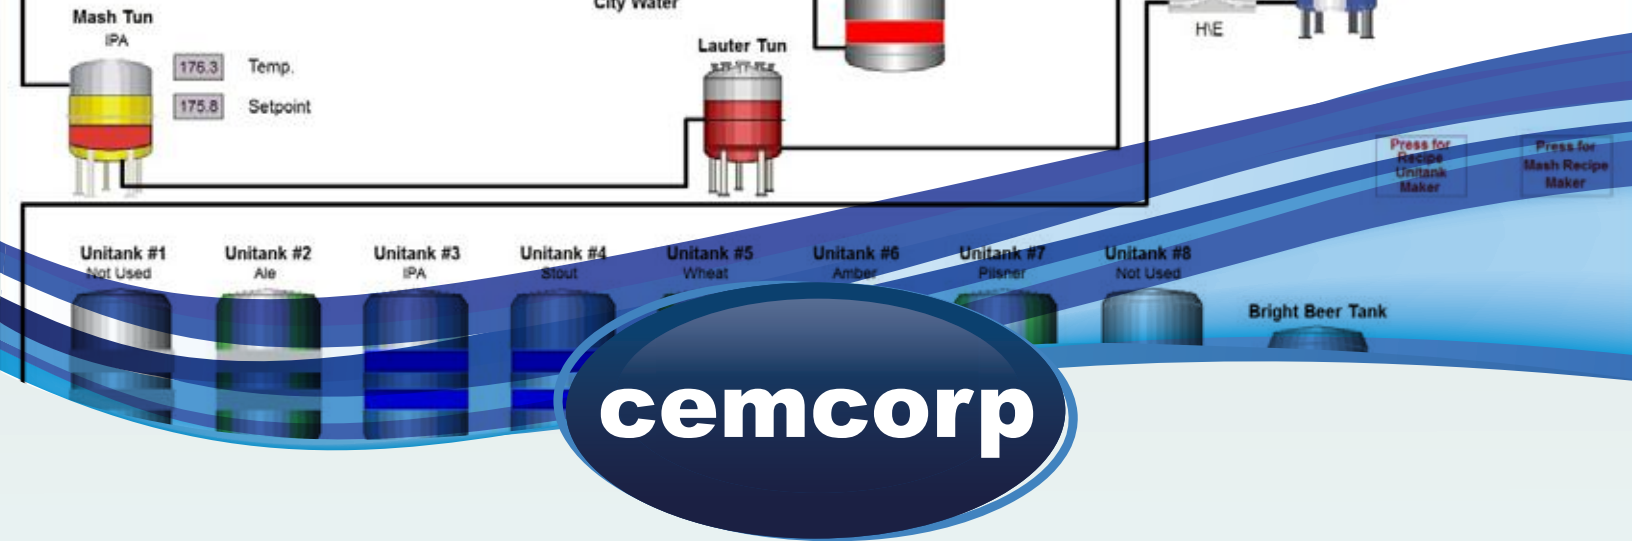 City Water
Mash Tun
IPA
176.3 Temp.
175.8 Setpoint
Lauter Tun
H\E
Press for
Recipe
Unitank
Maker
Press for
Mash Recipe
Maker
Unitank #1
Not Used
Unitank #2
Ale
Unitank #3
IPA
Unitank #4
Stout
Unitank #5
Wheat
Unitank #6
Amber
Unitank #7
Pilsner
Unitank #8
Not Used
Bright Beer Tank
cemcorp